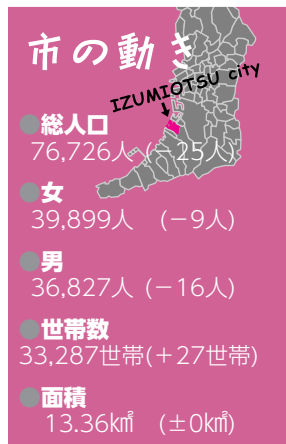 市の動き
IZUMIOTSU city
●総人口
76,726人 (－25人)
●女
39,899人 (－9人)
●男
36,827人 (－16人)
●世帯数
33,287世帯(＋27世帯)
●面積
13.36㎢ (±0㎢)